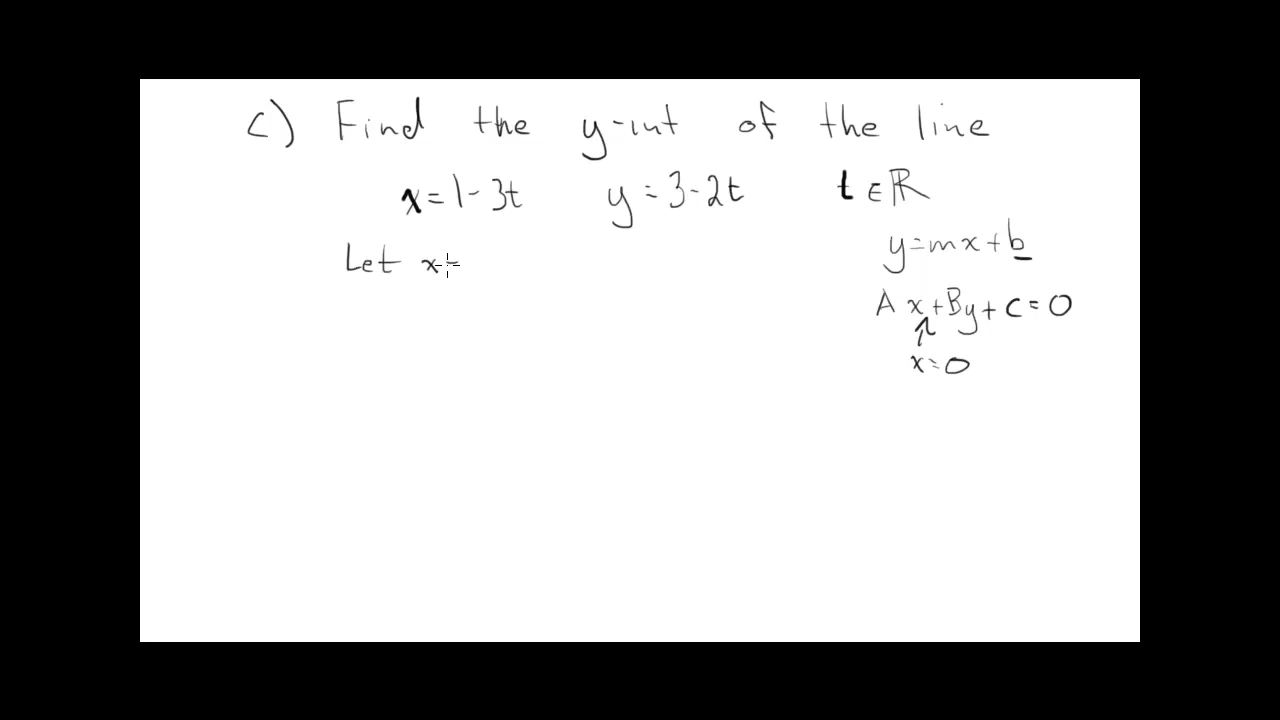 c) Find the y-int of the line
x=1-3t y=3-2t t∈ℝ
y=mx+b
Let x=
Ax+By+C=0
x=0